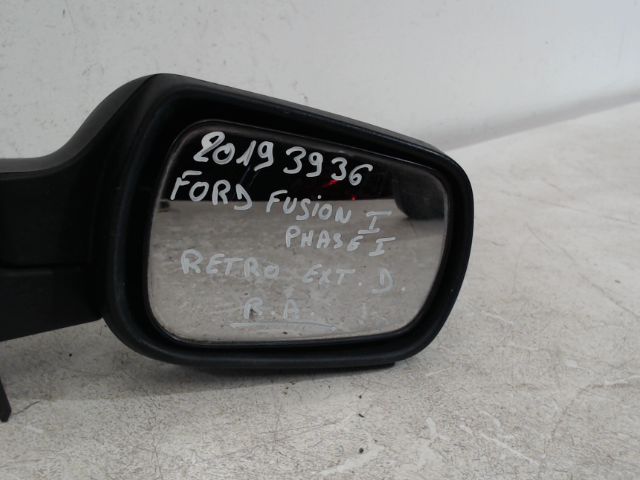 20193936
FORD FUSION I
PHASE I
RETRO EXT. D.
R.A.